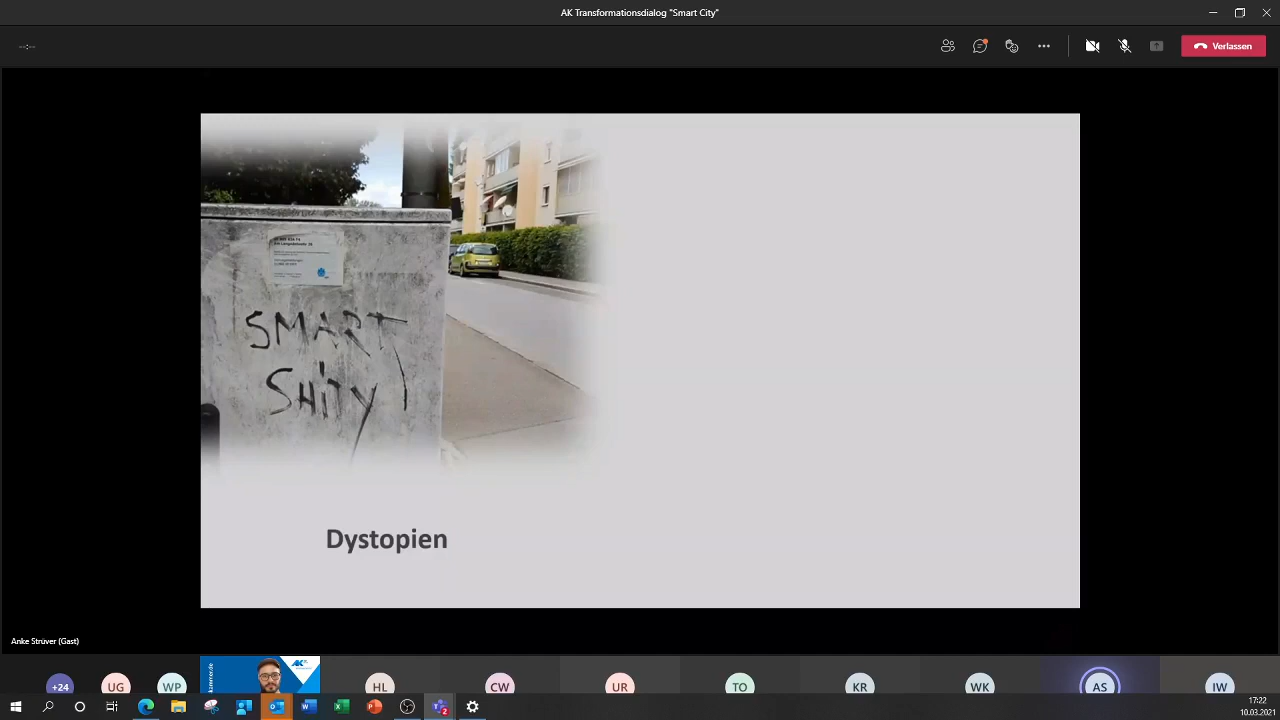 AK Transformationsdialog "Smart City"
--:--
Verlassen
SMART
SHITY
Dystopien
Anke Strüver (Gast)
+24
UG
WP
HL
CW
UR
TO
KR
WK
AS
IW
2
17:22
10.03.2021